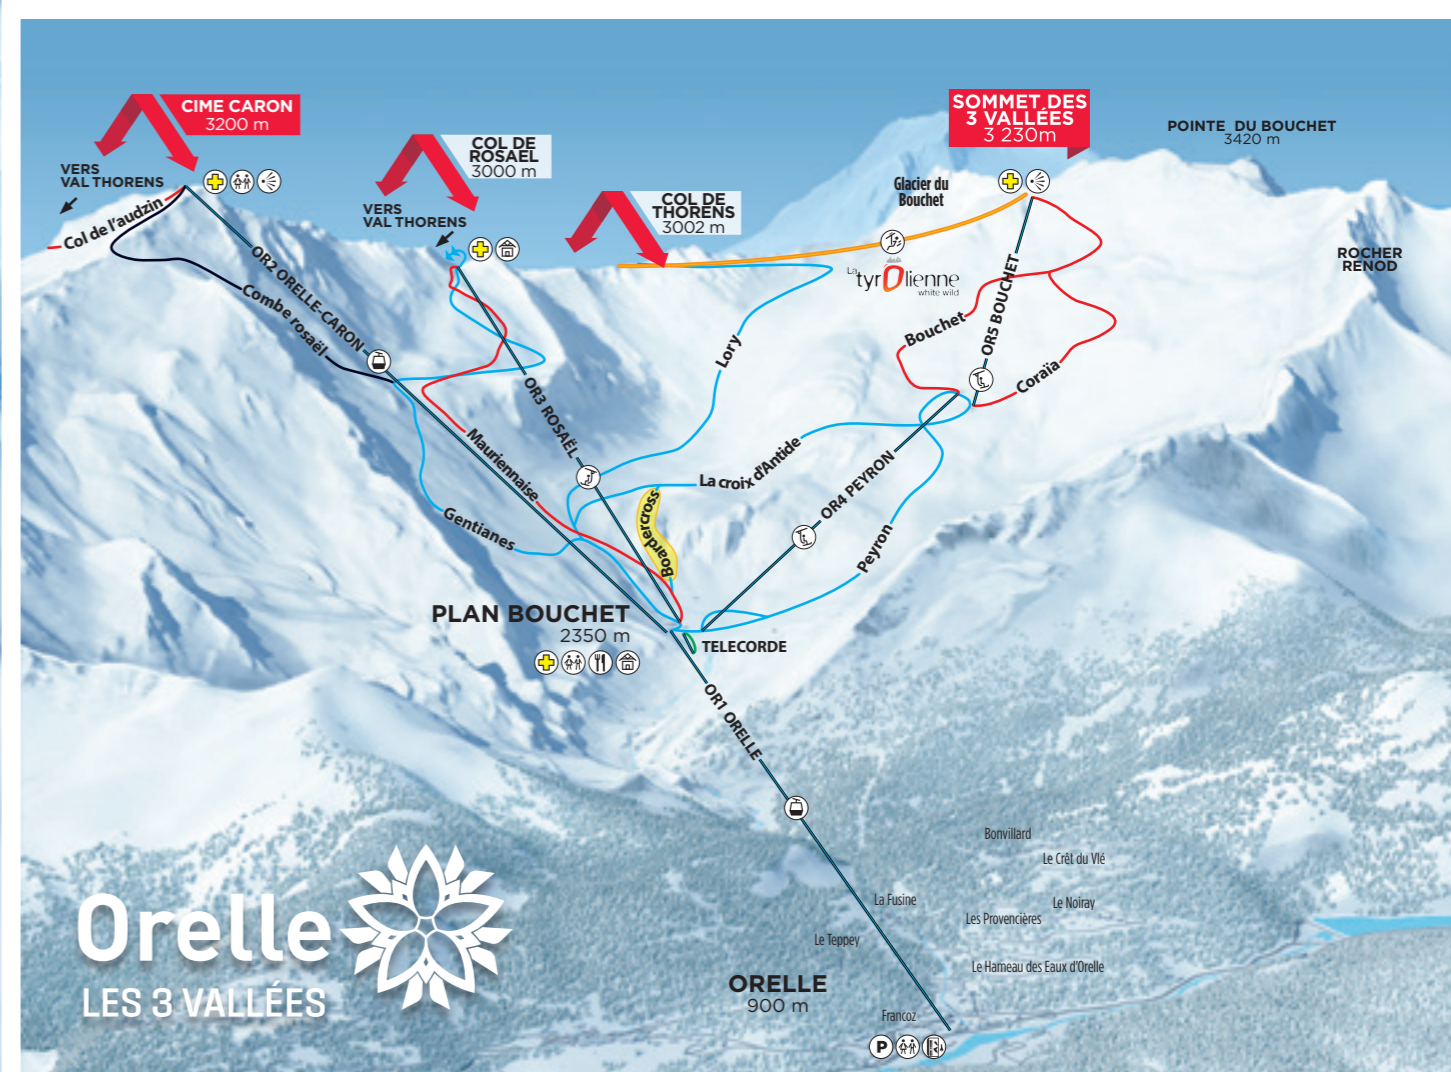 CIME CARON
3200 m
COL DE
ROSAËL
3000 m
COL DE
THORENS
3002 m
SOMMET DES
3 VALLÉES
3 230m
POINTE DU BOUCHET
3420 m
VERS
VAL THORENS
VERS
VAL THORENS
Glacier du
Bouchet
ROCHER
RENOD
Col de l'audzin
OR2 ORELLE-CARON
Combe rosaël
La
tyrOlienne
white wild
Lory
Bouchet
OR5 BOUCHET
Coraïa
OR3 ROSAËL
Mauriennaise
La croix d'Antide
OR4 PEYRON
Boardercross
Gentianes
Peyron
PLAN BOUCHET
2350 m
TELECORDE
OR1 ORELLE
Bonvillard
Le Crêt du Vlé
La Fusine
Le Noiray
Les Provencières
Le Teppey
Le Hameau des Eaux d'Orelle
ORELLE
900 m
Francoz
P
Orelle
LES 3 VALLÉES